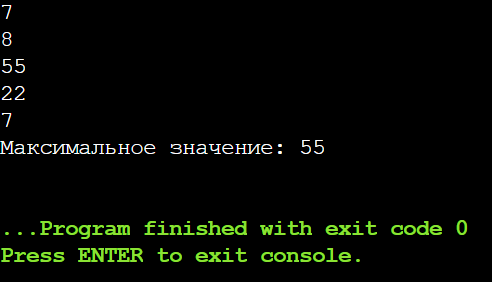 7
8
55
22
7
Максимальное значение: 55
...Program finished with exit code 0
Press ENTER to exit console.